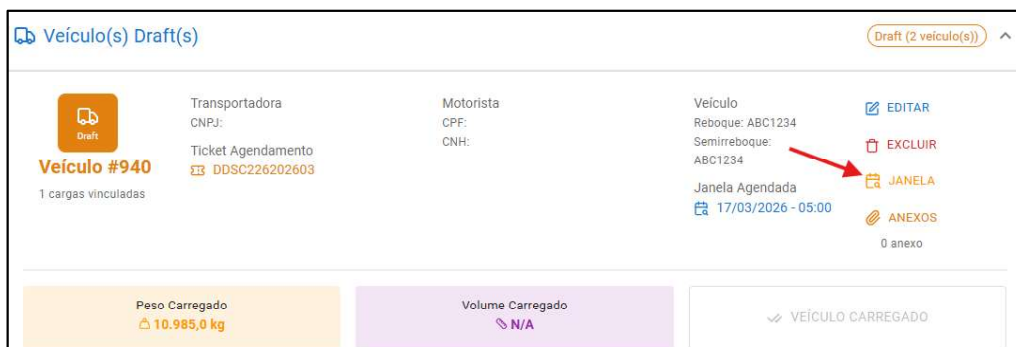 Veículo(s) Draft(s)
Draft (2 veículo(s))
Draft
Veículo #940
1 cargas vinculadas
Transportadora
CNPJ:
Ticket Agendamento
DDSC226202603
Motorista
CPF:
CNH:
Veículo
Reboque: ABC1234
Semirreboque:
ABC1234
Janela Agendada
17/03/2026 - 05:00
EDITAR
EXCLUIR
JANELA
ANEXOS
0 anexo
Peso Carregado
10.985,0 kg
Volume Carregado
N/A
VEÍCULO CARREGADO